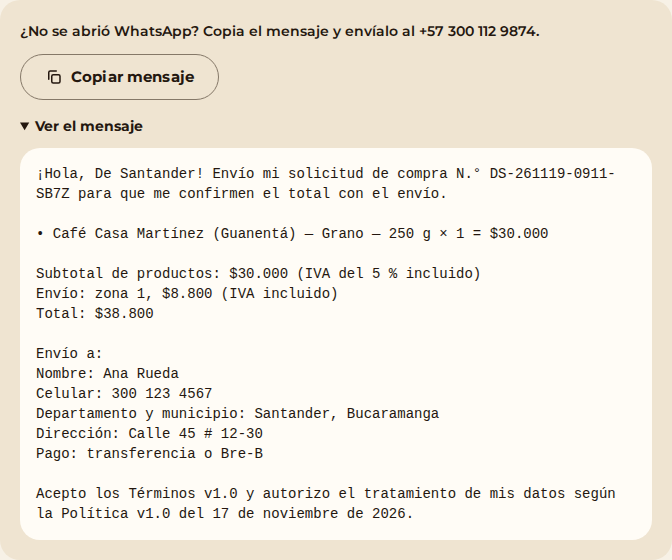 ¿No se abrió WhatsApp? Copia el mensaje y envíalo al +57 300 112 9874.
Copiar mensaje
▼ Ver el mensaje
¡Hola, De Santander! Envío mi solicitud de compra N.° DS-261119-0911-
SB7Z para que me confirmen el total con el envío.
• Café Casa Martínez (Guanentá) — Grano — 250 g × 1 = $30.000
Subtotal de productos: $30.000 (IVA del 5 % incluido)
Envío: zona 1, $8.800 (IVA incluido)
Total: $38.800
Envío a:
Nombre: Ana Rueda
Celular: 300 123 4567
Departamento y municipio: Santander, Bucaramanga
Dirección: Calle 45 # 12-30
Pago: transferencia o Bre-B
Acepto los Términos v1.0 y autorizo el tratamiento de mis datos según
la Política v1.0 del 17 de noviembre de 2026.